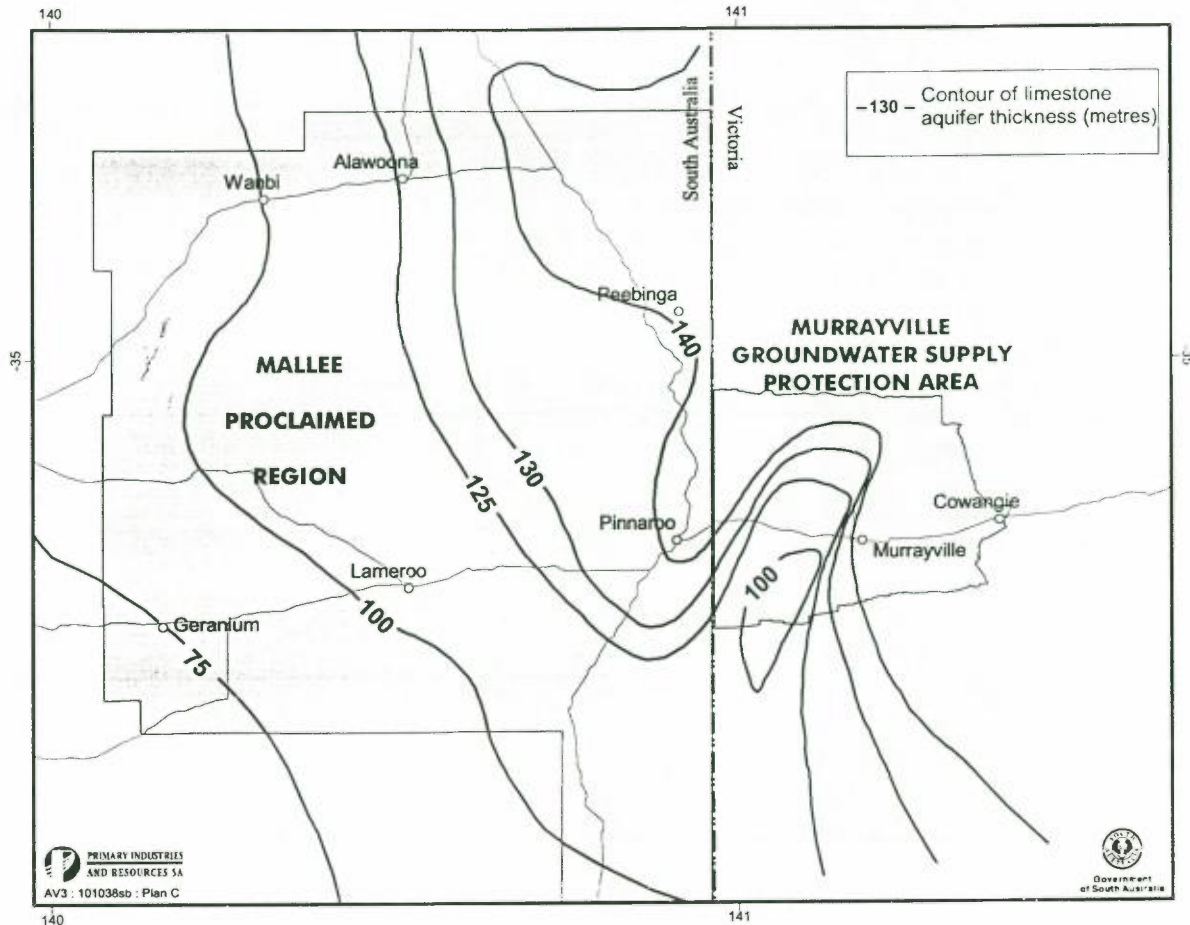 140
141
–130 – Contour of limestone
aquifer thickness (metres)
South Australia
Victoria
Alawoona
Wanbi
Peebinga
140
-35
-35
MALLEE
PROCLAIMED
REGION
MURRAYVILLE
GROUNDWATER SUPPLY
PROTECTION AREA
130
125
Pinnaroo
Cowangie
Murrayville
Lameroo
100
100
Geranium
75
PRIMARY INDUSTRIES
AND RESOURCES SA
AV3 : 101038sb : Plan C
Government
of South Australia
140
141